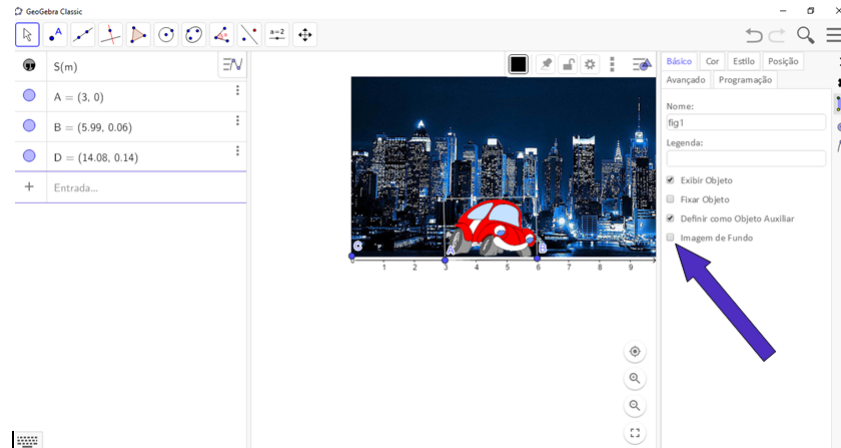 GeoGebra Classic
A
a=2
S(m)
A = (3, 0)
B = (5.99, 0.06)
D = (14.08, 0.14)
Entrada...
C
A
B
1 2 3 4 5 6 7 8 9
Básico Cor Estilo Posição
Avançado Programação
Nome:
fig1
Legenda:
Exibir Objeto
Fixar Objeto
Definir como Objeto Auxiliar
Imagem de Fundo